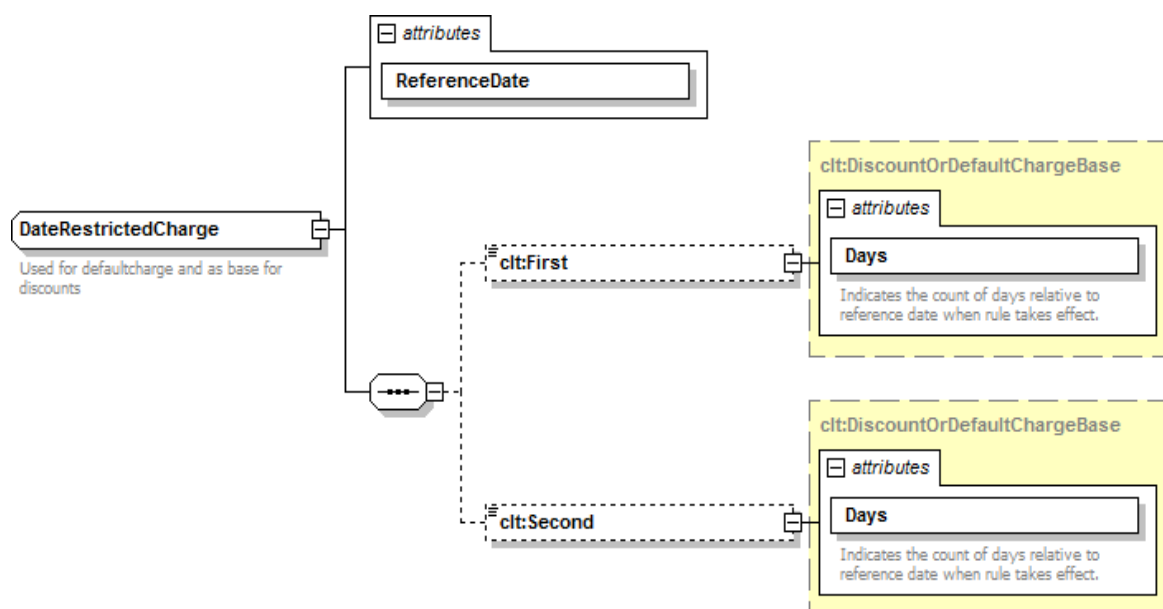 attributes
ReferenceDate
DateRestrictedCharge
Used for defaultcharge and as base for
discounts
clt:DiscountOrDefaultChargeBase
attributes
clt:First
Days
Indicates the count of days relative to
reference date when rule takes effect.
clt:DiscountOrDefaultChargeBase
attributes
clt:Second
Days
Indicates the count of days relative to
reference date when rule takes effect.